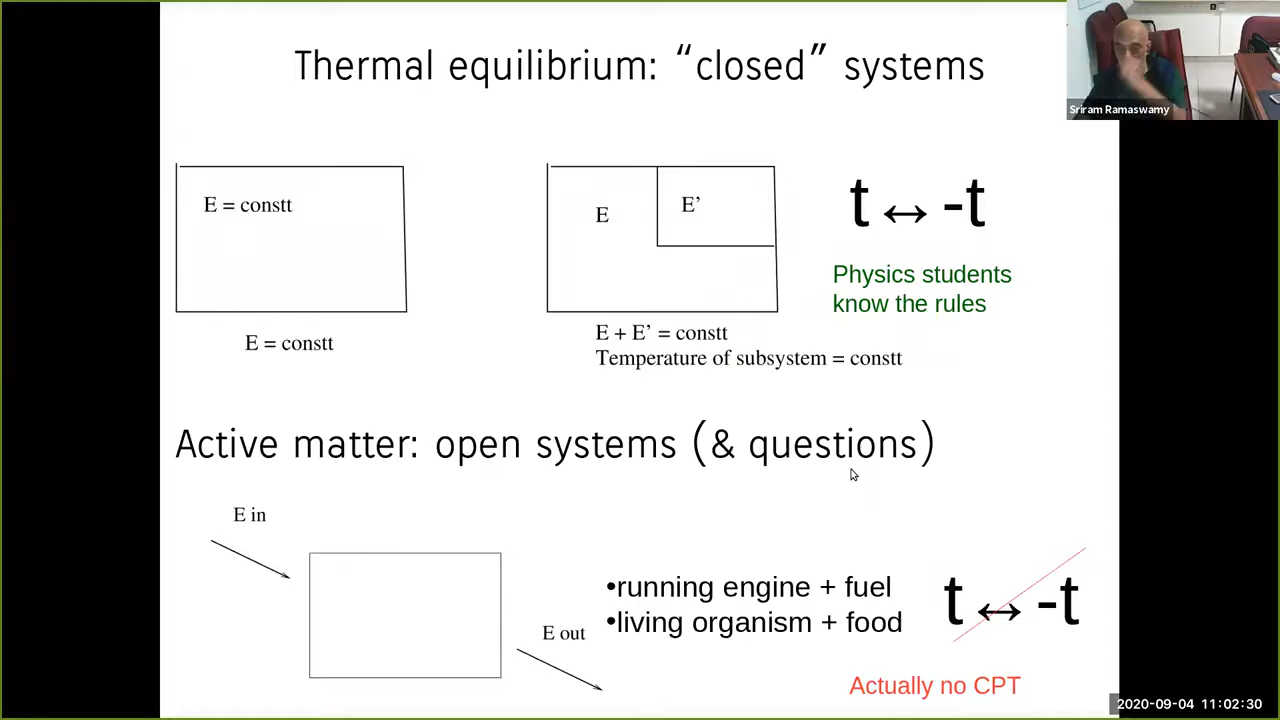 Thermal equilibrium: “closed” systems
Sriram Ramaswamy
E = constt
E
E’
t ↔ -t
Physics students
know the rules
E = constt
E + E’ = constt
Temperature of subsystem = constt
Active matter: open systems (& questions)
E in
E out
•running engine + fuel
•living organism + food
t ↔ -t
Actually no CPT
2020-09-04 11:02:30